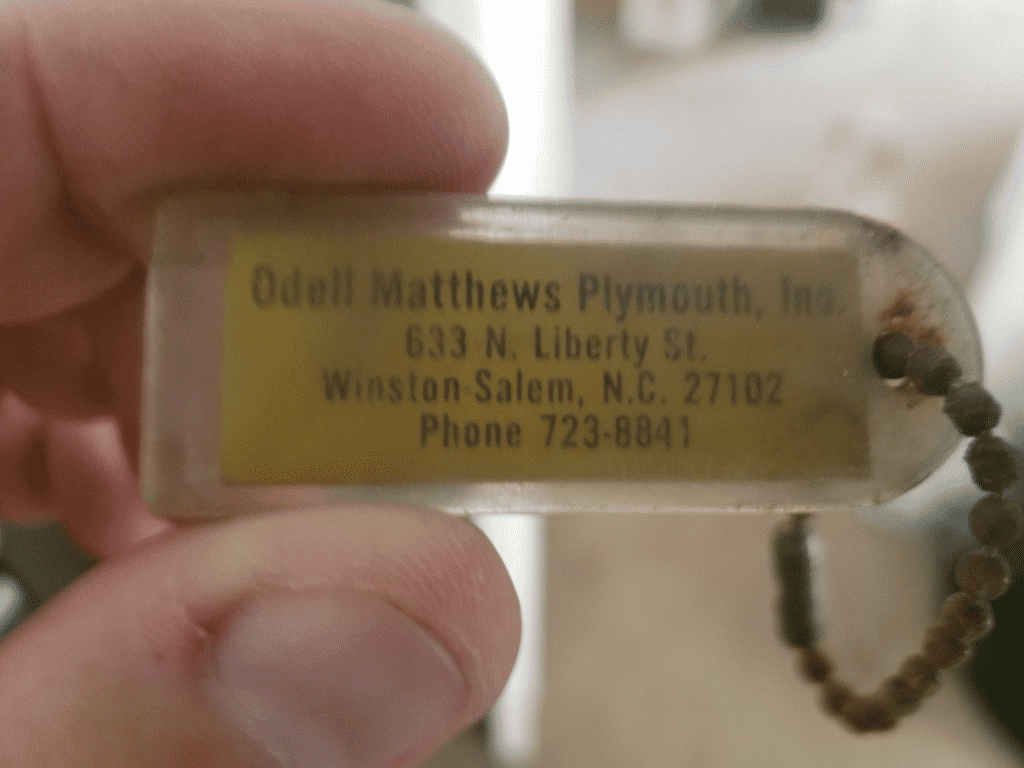 Odell Matthews Plymouth, Inc.
633 N. Liberty St.
Winston-Salem, N.C. 27102
Phone 723-8841